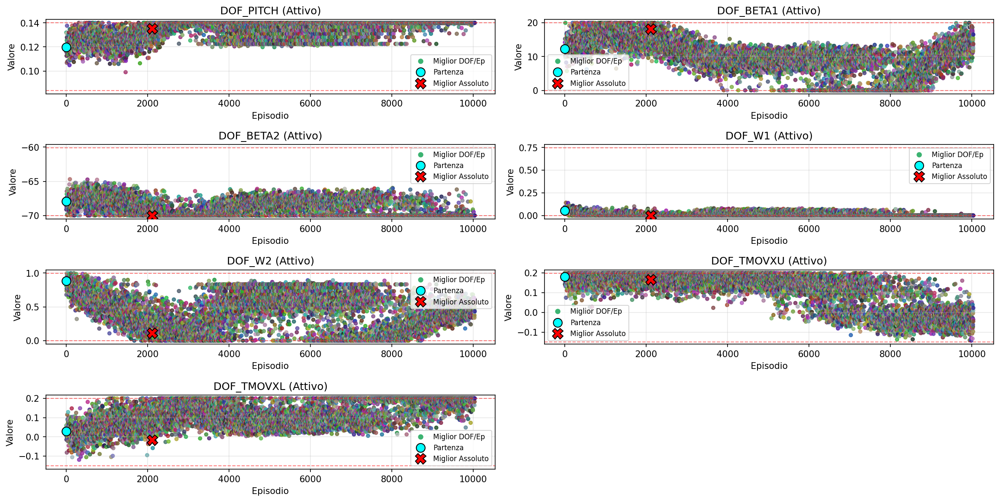 DOF_PITCH (Attivo)
0.14
0.12
0.10
Valore
0 2000 4000 6000 8000 10000
Episodio
Miglior DOF/Ep
Partenza
Miglior Assoluto
DOF_BETA1 (Attivo)
20
10
0
Valore
0 2000 4000 6000 8000 10000
Episodio
Miglior DOF/Ep
Partenza
Miglior Assoluto
DOF_BETA2 (Attivo)
−60
−65
−70
Valore
0 2000 4000 6000 8000 10000
Episodio
Miglior DOF/Ep
Partenza
Miglior Assoluto
DOF_W1 (Attivo)
0.75
0.50
0.25
0.00
Valore
0 2000 4000 6000 8000 10000
Episodio
Miglior DOF/Ep
Partenza
Miglior Assoluto
DOF_W2 (Attivo)
1.0
0.5
0.0
Valore
0 2000 4000 6000 8000 10000
Episodio
Miglior DOF/Ep
Partenza
Miglior Assoluto
DOF_TMOVXU (Attivo)
0.2
0.1
0.0
−0.1
Valore
0 2000 4000 6000 8000 10000
Episodio
Miglior DOF/Ep
Partenza
Miglior Assoluto
DOF_TMOVXL (Attivo)
0.2
0.1
0.0
−0.1
Valore
0 2000 4000 6000 8000 10000
Episodio
Miglior DOF/Ep
Partenza
Miglior Assoluto